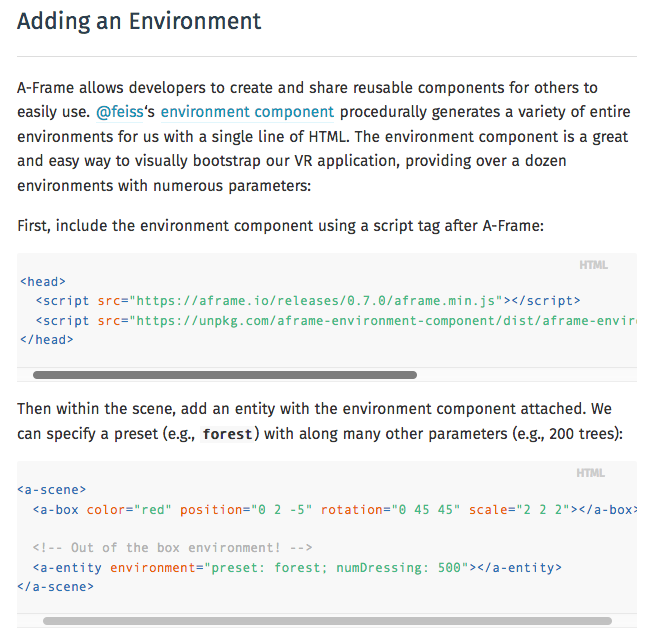 Adding an Environment
A-Frame allows developers to create and share reusable components for others to
easily use. @feiss‘s environment component procedurally generates a variety of entire
environments for us with a single line of HTML. The environment component is a great
and easy way to visually bootstrap our VR application, providing over a dozen
environments with numerous parameters:
First, include the environment component using a script tag after A-Frame:
HTML
<head>
<script src="https://aframe.io/releases/0.7.0/aframe.min.js"></script>
<script src="https://unpkg.com/aframe-environment-component/dist/aframe-envir
</head>
Then within the scene, add an entity with the environment component attached. We
can specify a preset (e.g., forest) with along many other parameters (e.g., 200 trees):
HTML
<a-scene>
<a-box color="red" position="0 2 -5" rotation="0 45 45" scale="2 2 2"></a-box>
<!-- Out of the box environment! -->
<a-entity environment="preset: forest; numDressing: 500"></a-entity>
</a-scene>